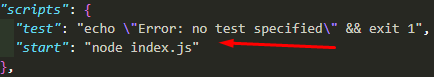 "scripts": {
"test": "echo \"Error: no test specified\" && exit 1",
"start": "node index.js"
},